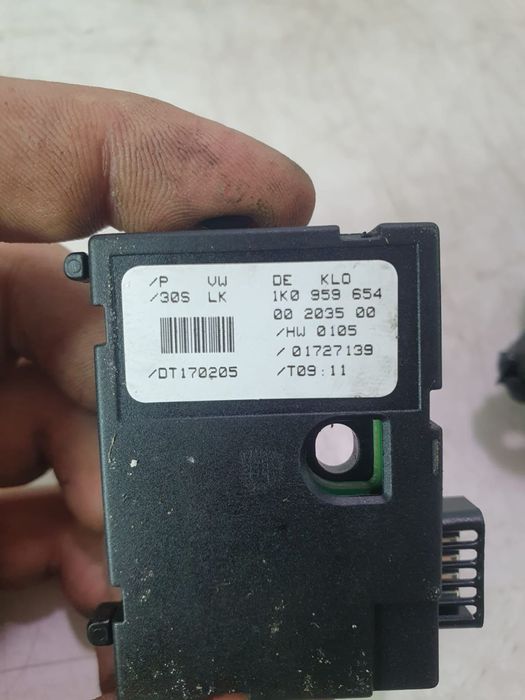 /P VW DE KLO
/30S LK 1K0 959 654
00 2035 00
/HW 0105
/01727139
/DT170205 /T09:11